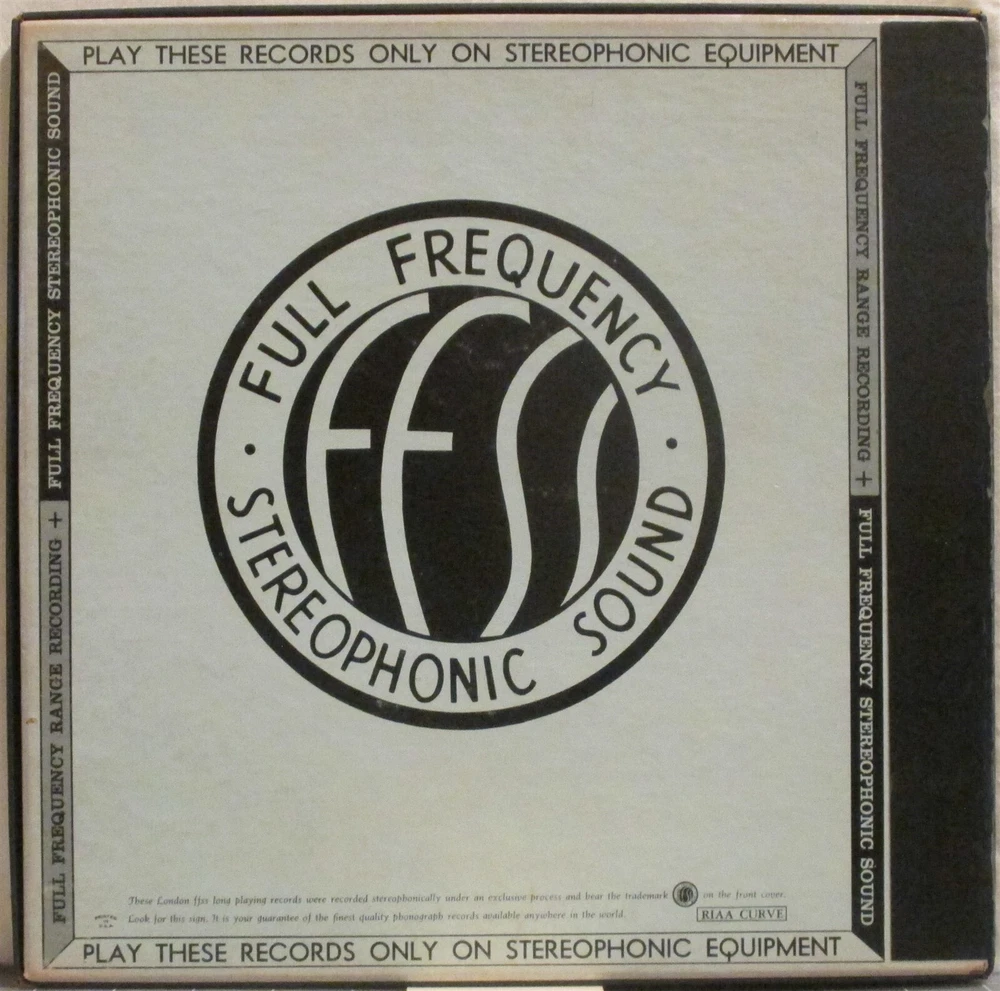 PLAY THESE RECORDS ONLY ON STEREOPHONIC EQUIPMENT
FULL FREQUENCY RANGE RECORDING + FULL FREQUENCY STEREOPHONIC SOUND
FULL FREQUENCY RANGE RECORDING + FULL FREQUENCY STEREOPHONIC SOUND
FULL FREQUENCY
ffss
• STEREOPHONIC SOUND •
These London ffss long playing records were recorded stereophonically under an exclusive process and bear the trademark on the front cover.
Look for this sign. It is your guarantee of the finest quality phonograph records available anywhere in the world.
RIAA CURVE
PRINTED
IN
U.S.A.
PLAY THESE RECORDS ONLY ON STEREOPHONIC EQUIPMENT